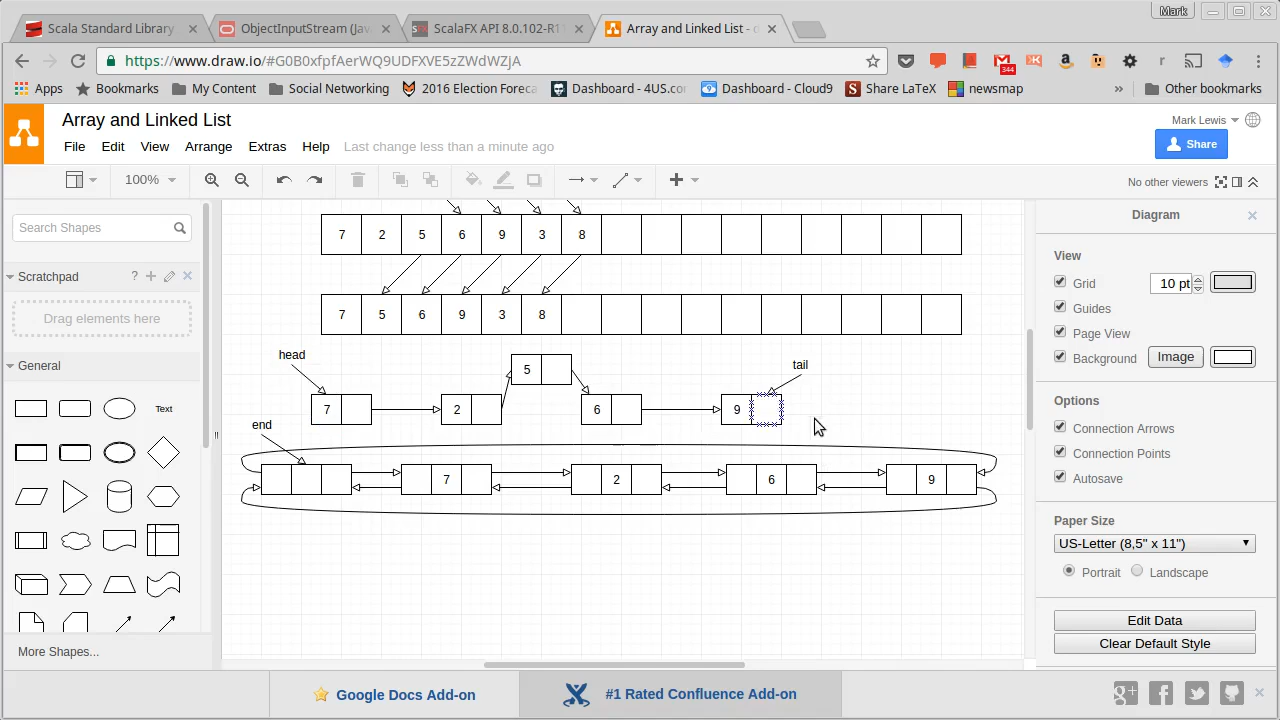 Mark
Scala Standard Library
ObjectInputStream (Jav
ScalaFX API 8.0.102-R11
Array and Linked List - d
https://www.draw.io/#G0B0xfpfAerWQ9UDFXVE5zZWdWZjA
344
r
Apps
Bookmarks
My Content
Social Networking
2016 Election Foreca
Dashboard - 4US.co
Dashboard - Cloud9
Share LaTeX
newsmap
»
Other bookmarks
Array and Linked List
Mark Lewis
File Edit View Arrange Extras Help Last change less than a minute ago
Share
100%
No other viewers
Search Shapes
Scratchpad
?
Drag elements here
General
Text
More Shapes...
7 2 5 6 9 3 8
7 5 6 9 3 8
head
5
tail
7 2 6 9
end
7 2 6 9
Diagram
View
Grid
10 pt
Guides
Page View
Background
Image
Options
Connection Arrows
Connection Points
Autosave
Paper Size
US-Letter (8,5" x 11")
Portrait
Landscape
Edit Data
Clear Default Style
Google Docs Add-on
#1 Rated Confluence Add-on